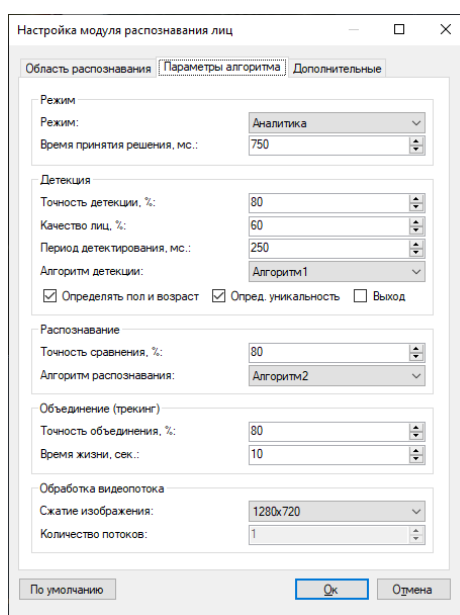 Настройка модуля распознавания лиц
Область распознавания Параметры алгоритма Дополнительные
Режим
Режим: Аналитика
Время принятия решения, мс.: 750
Детекция
Точность детекции, %: 80
Качество лиц, %: 60
Период детектирования, мс.: 250
Алгоритм детекции: Алгоритм1
Определять пол и возраст Опред. уникальность Выход
Распознавание
Точность сравнения, %: 80
Алгоритм распознавания: Алгоритм2
Объединение (трекинг)
Точность объединения, %: 80
Время жизни, сек.: 10
Обработка видеопотока
Сжатие изображения: 1280x720
Количество потоков: 1
По умолчанию Ок Отмена